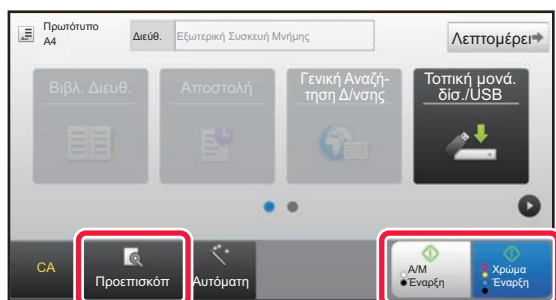 Πρωτότυπο
A4
Διεύθ.
Εξωτερική Συσκευή Μνήμης
Λεπτομέρει
Βιβλ. Διευθ.
Αποστολή
Γενική Αναζή-
τηση Δ/νσης
Τοπική μονά.
δίσ./USB
CA
Προεπισκόπ
Αυτόματη
Α/Μ
Έναρξη
Χρώμα
Έναρξη